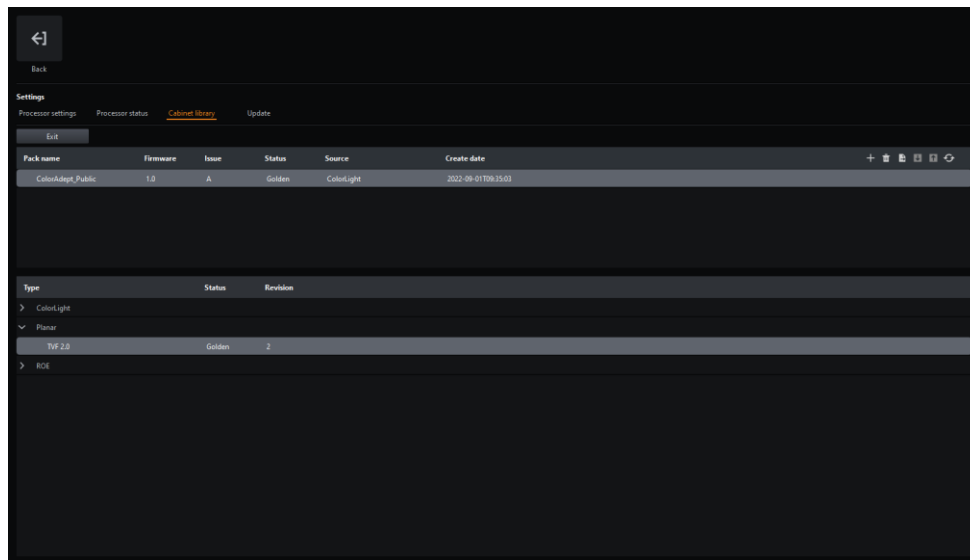 Back
Settings
Processor settings Processor status Cabinet library Update
Exit
Pack name Firmware Issue Status Source Create date
ColorAdept_Public 1.0 A Golden ColorLight 2022-09-01T09:35:03
Type Status Revision
ColorLight
Planar
TVF 2.0 Golden 2
ROE